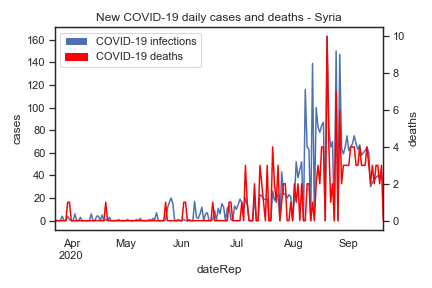 New COVID-19 daily cases and deaths - Syria
COVID-19 infections
COVID-19 deaths
cases
160
140
120
100
80
60
40
20
0
deaths
10
8
6
4
2
0
Apr May Jun Jul Aug Sep
2020
dateRep